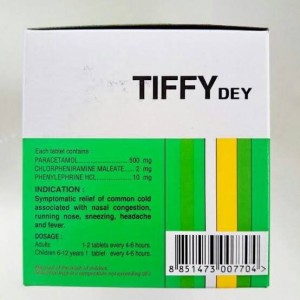 TIFFY DEY
Each tablet contains:
PARACETAMOL 500 mg
CHLORPHENIRAMINE MALEATE 2 mg
PHENYLEPHRINE HCL 10 mg
INDICATION :
Symptomatic relief of common cold
associated with nasal congestion,
running nose, sneezing, headache
and fever.
DOSAGE :
Adults 1-2 tablets every 4-6 hours.
Children 6-12 years 1 tablet every 4-6 hours.
8 851473 007704 >